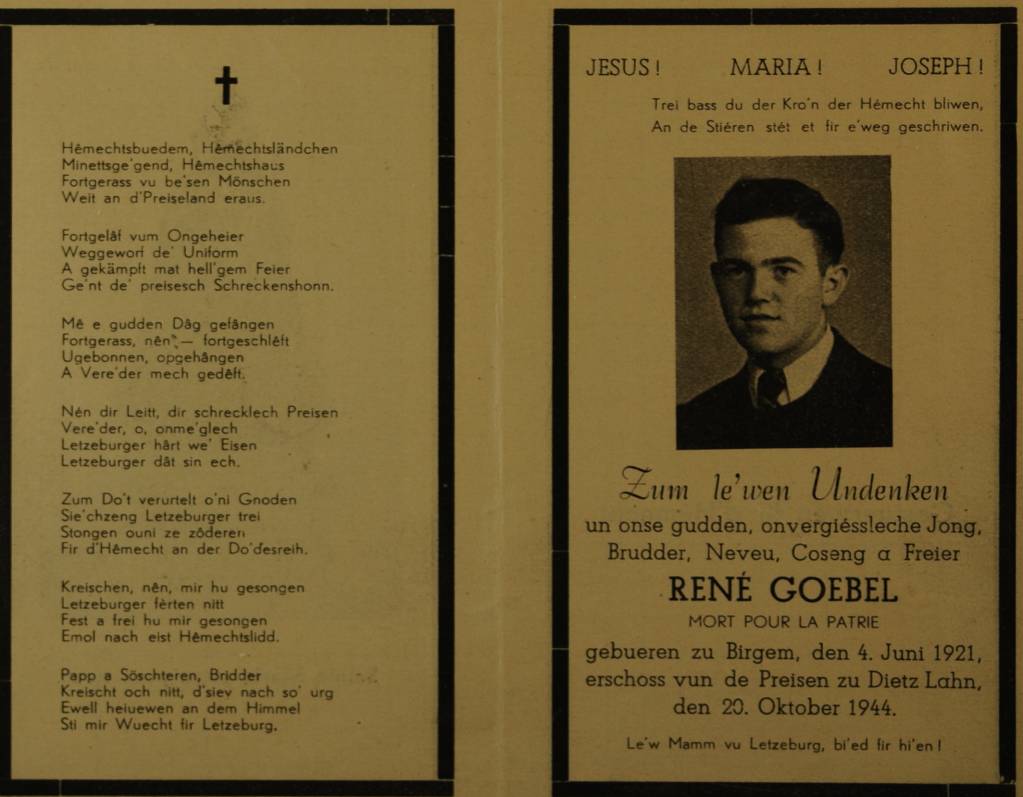 Hêmechtsbuedem, Hêmechtsländchen
Minettsge'gend, Hêmechtshaus
Fortgerass vu be'sen Mönschen
Weit an d'Preiseland eraus.
Fortgelâf vum Ongeheier
Weggeworf de' Uniform
A gekämpft mat hell'gem Feier
Ge'nt de' preisesch Schreckenshonn.
Mê e gudden Dâg gefângen
Fortgerass, nên, — fortgeschlêft
Ugebonnen, opgehângen
A Vere'der mech gedêft.
Nén dir Leitt, dir schrecklech Preisen
Vere'der, o, onme'glech
Letzeburger hârt we' Eisen
Letzeburger dât sin ech.
Zum Do't verurtelt o'ni Gnoden
Sie'chzeng Letzeburger trei
Stongen ouni ze zôderen
Fir d'Hêmecht an der Do'desreih.
Kreischen, nên, mir hu gesongen
Letzeburger fèrten nitt
Fest a frei hu mir gesongen
Emol nach eist Hêmechtslidd.
Papp a Söschteren, Bridder
Kreischt och nitt, d'siev nach so' urg
Ewell heiuewen an dem Himmel
Sti mir Wuecht fir Letzeburg.
JESUS! MARIA! JOSEPH!
Trei bass du der Kro'n der Hémecht bliwen,
An de Stiéren stét et fir e'weg geschriwen.
Zum le'wen Undenken
un onse gudden, onvergiéssleche Jong,
Brudder, Neveu, Coseng a Freier
RENÉ GOEBEL
MORT POUR LA PATRIE
gebueren zu Birgem, den 4. Juni 1921,
erschoss vun de Preisen zu Dietz Lahn,
den 20. Oktober 1944.
Le'w Mamm vu Letzeburg, bi'ed fir hi'en!